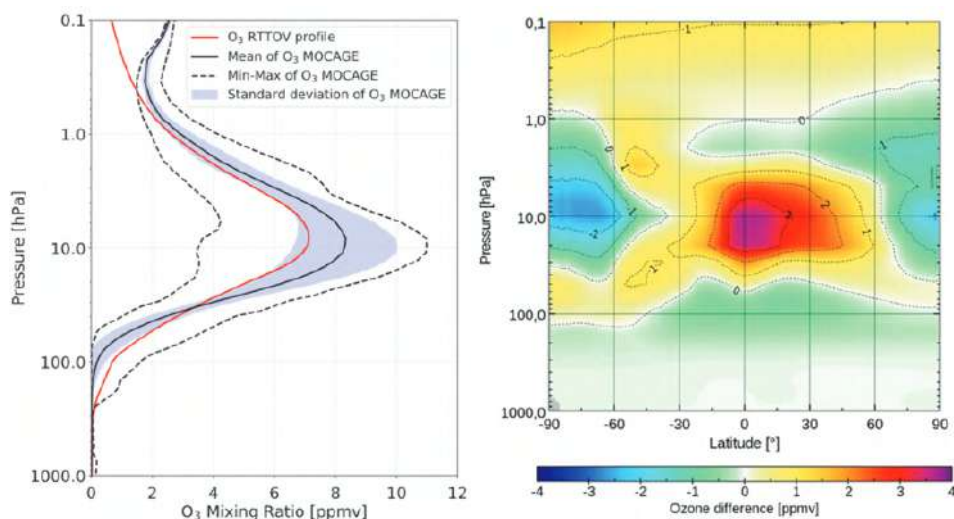 0.1
1.0
10.0
100.0
1000.0
Pressure [hPa]
0 2 4 6 8 10 12
O₃ Mixing Ratio [ppmv]
O₃ RTTOV profile
Mean of O₃ MOCAGE
Min-Max of O₃ MOCAGE
Standard deviation of O₃ MOCAGE
0,1
1,0
10,0
100,0
1000,0
Pressure [hPa]
1
0
0
1
-1
-1
-2
2
2
1
-1
0
-90 -60 -30 0 30 60 90
Latitude [°]
-4 -3 -2 -1 0 1 2 3 4
Ozone difference [ppmv]